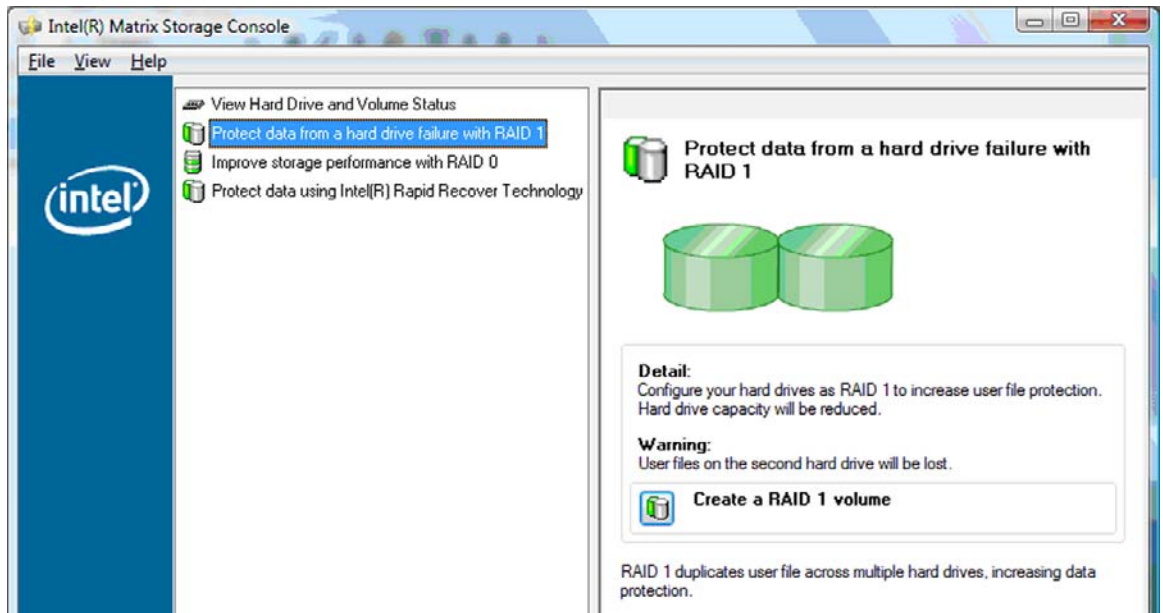 Intel(R) Matrix Storage Console
File View Help
intel
View Hard Drive and Volume Status
Protect data from a hard drive failure with RAID 1
Improve storage performance with RAID 0
Protect data using Intel(R) Rapid Recover Technology
Protect data from a hard drive failure with
RAID 1
Detail:
Configure your hard drives as RAID 1 to increase user file protection.
Hard drive capacity will be reduced.
Warning:
User files on the second hard drive will be lost.
Create a RAID 1 volume
RAID 1 duplicates user file across multiple hard drives, increasing data
protection.